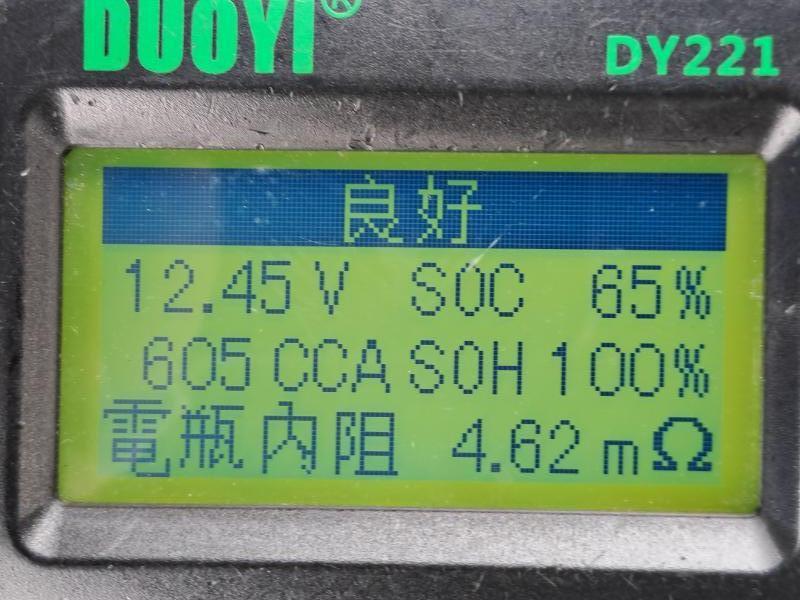 DUOYI®
DY221
良好
12.45 V SOC 65%
605 CCA SOH 100%
電瓶內阻 4.62 mΩ